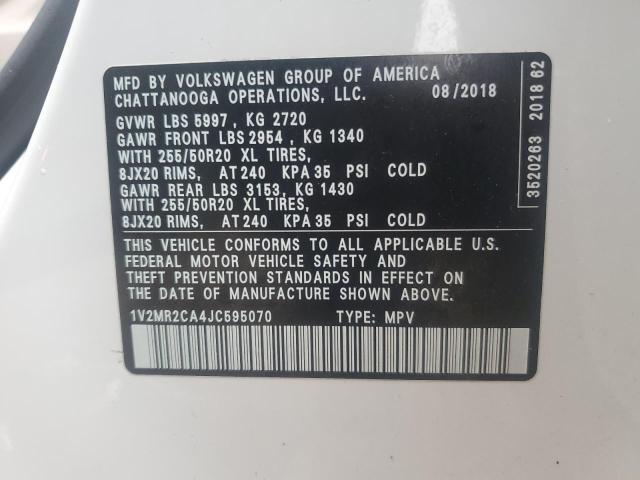 MFD BY VOLKSWAGEN GROUP OF AMERICA
CHATTANOOGA OPERATIONS, LLC. 08/2018
GVWR LBS 5997, KG 2720
GAWR FRONT LBS 2954, KG 1340
WITH 255/50R20 XL TIRES,
8JX20 RIMS, AT 240 KPA 35 PSI COLD
GAWR REAR LBS 3153, KG 1430
WITH 255/50R20 XL TIRES,
8JX20 RIMS, AT 240 KPA 35 PSI COLD
THIS VEHICLE CONFORMS TO ALL APPLICABLE U.S.
FEDERAL MOTOR VEHICLE SAFETY AND
THEFT PREVENTION STANDARDS IN EFFECT ON
THE DATE OF MANUFACTURE SHOWN ABOVE.
1V2MR2CA4JC595070 TYPE: MPV
3520263 2018 62